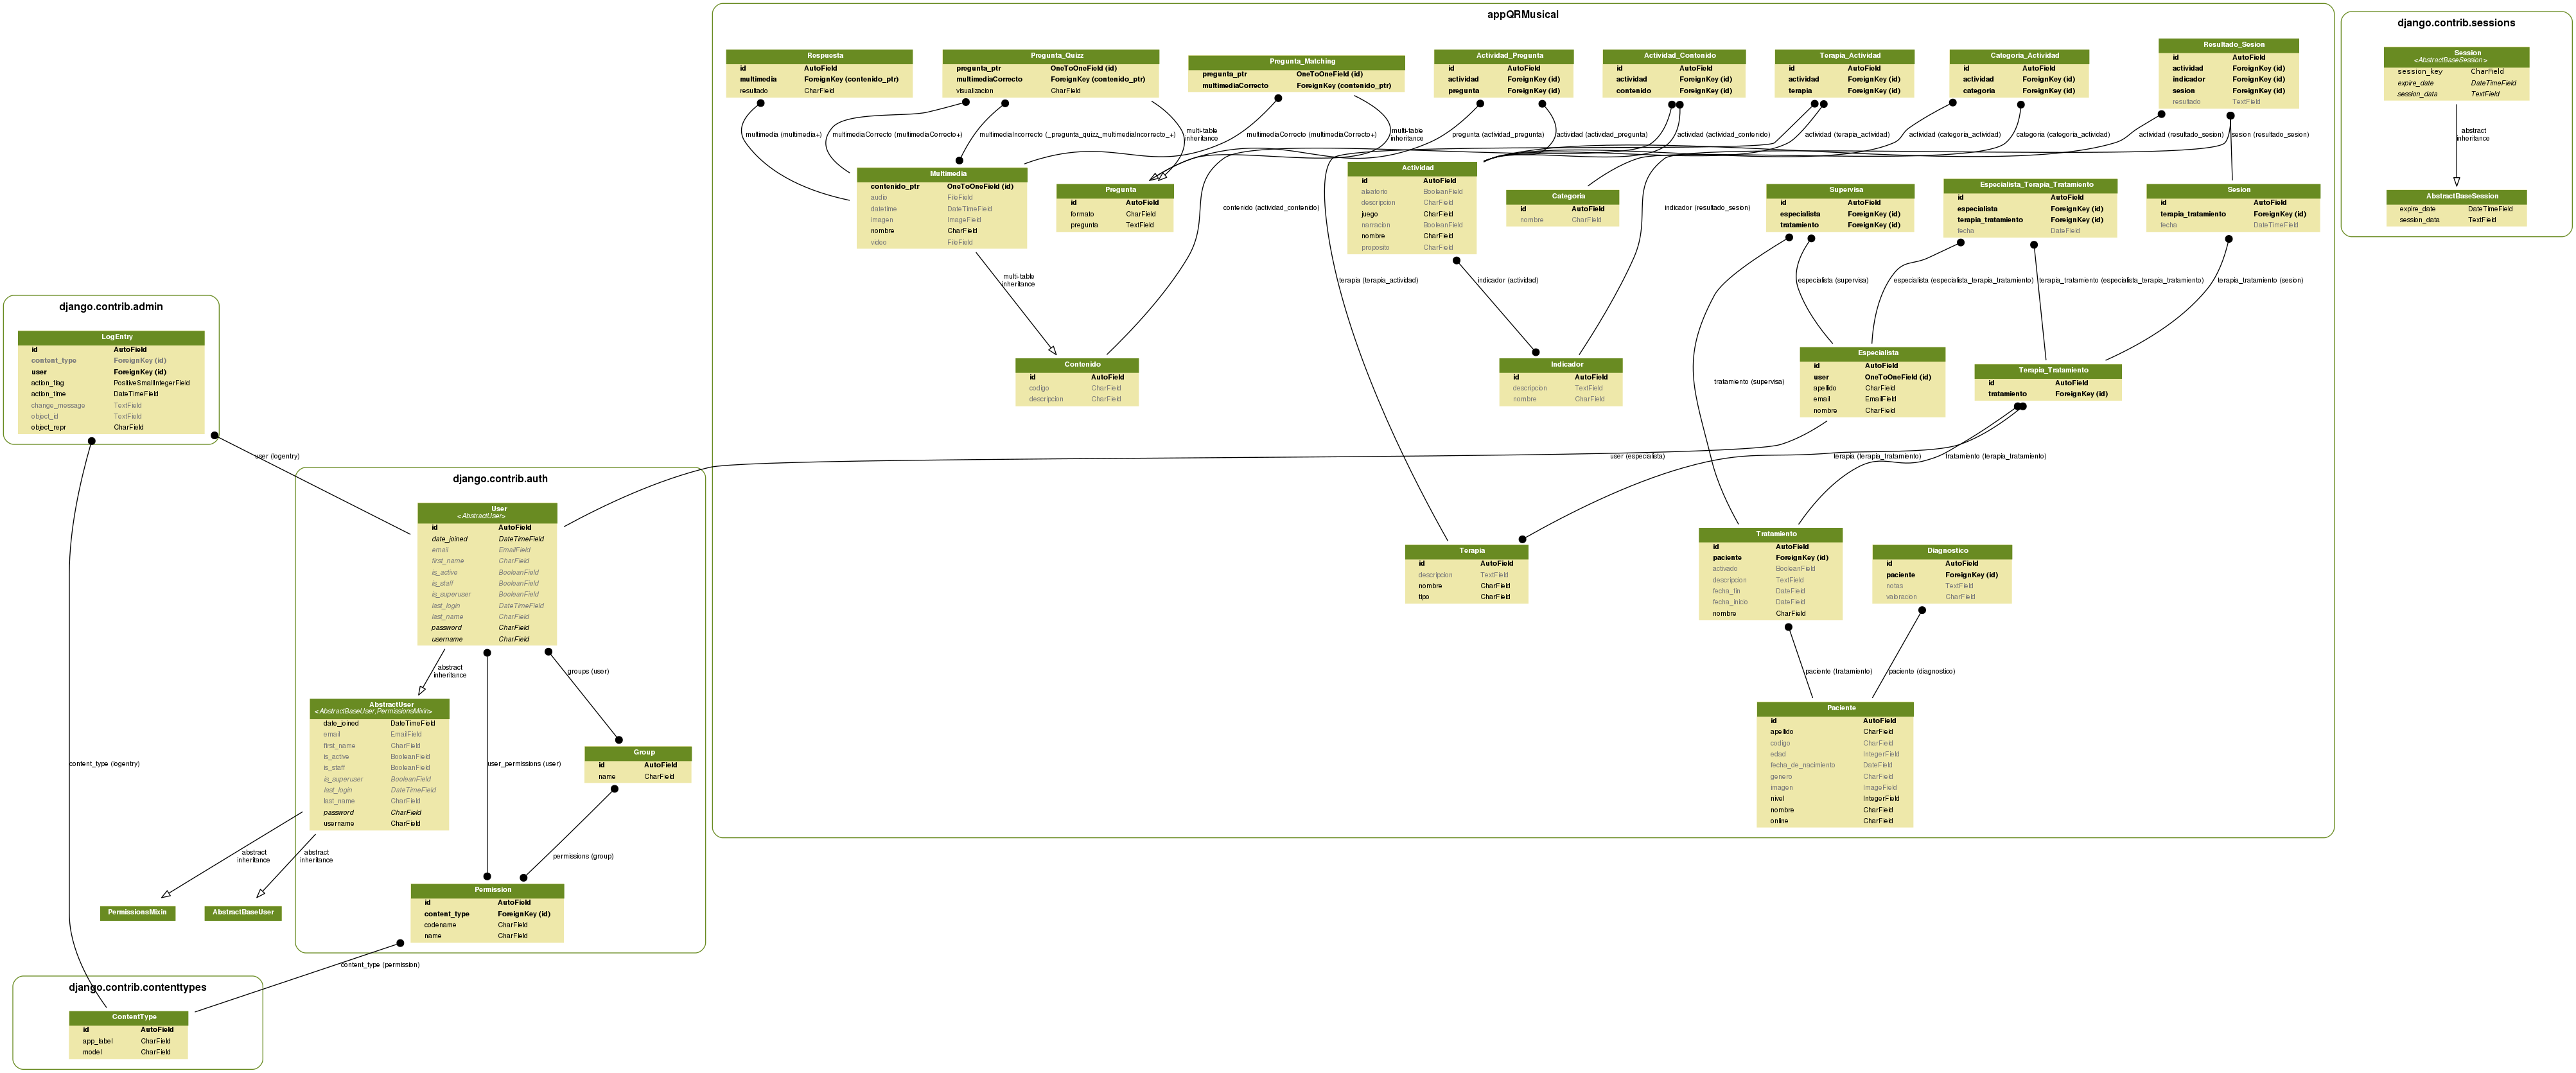 appQRMusical
Respuesta
id AutoField
multimedia ForeignKey (contenido_ptr)
resultado CharField
Pregunta_Quizz
pregunta_ptr OneToOneField (id)
multimediaCorrecto ForeignKey (contenido_ptr)
visualizacion CharField
Pregunta_Matching
pregunta_ptr OneToOneField (id)
multimediaCorrecto ForeignKey (contenido_ptr)
Actividad_Pregunta
id AutoField
actividad ForeignKey (id)
pregunta ForeignKey (id)
Actividad_Contenido
id AutoField
actividad ForeignKey (id)
contenido ForeignKey (id)
Terapia_Actividad
id AutoField
actividad ForeignKey (id)
terapia ForeignKey (id)
Categoria_Actividad
id AutoField
actividad ForeignKey (id)
categoria ForeignKey (id)
Resultado_Sesion
id AutoField
actividad ForeignKey (id)
indicador ForeignKey (id)
sesion ForeignKey (id)
resultado TextField
multimedia (multimedia+)
multimediaCorrecto (multimediaCorrecto+)
multimediaIncorrecto (_pregunta_quizz_multimediaIncorrecto_+)
multi-table
inheritance
multimediaCorrecto (multimediaCorrecto+)
multi-table
inheritance
pregunta (actividad_pregunta)
actividad (actividad_pregunta)
actividad (actividad_contenido)
actividad (terapia_actividad)
actividad (categoria_actividad)
categoria (categoria_actividad)
actividad (resultado_sesion)
sesion (resultado_sesion)
Multimedia
contenido_ptr OneToOneField (id)
audio FileField
datetime DateTimeField
imagen ImageField
nombre CharField
video FileField
Pregunta
id AutoField
formato CharField
pregunta TextField
contenido (actividad_contenido)
Actividad
id AutoField
aleatorio BooleanField
descripcion CharField
juego CharField
narracion BooleanField
nombre CharField
proposito CharField
Categoria
id AutoField
nombre CharField
indicador (resultado_sesion)
Supervisa
id AutoField
especialista ForeignKey (id)
tratamiento ForeignKey (id)
Especialista_Terapia_Tratamiento
id AutoField
especialista ForeignKey (id)
terapia_tratamiento ForeignKey (id)
fecha DateField
Sesion
id AutoField
terapia_tratamiento ForeignKey (id)
fecha DateTimeField
multi-table
inheritance
terapia (terapia_actividad)
indicador (actividad)
especialista (supervisa)
especialista (especialista_terapia_tratamiento)
terapia_tratamiento (especialista_terapia_tratamiento)
terapia_tratamiento (sesion)
Contenido
id AutoField
codigo CharField
descripcion CharField
Indicador
id AutoField
descripcion TextField
nombre CharField
tratamiento (supervisa)
Especialista
id AutoField
user OneToOneField (id)
apellido CharField
email EmailField
nombre CharField
Terapia_Tratamiento
id AutoField
tratamiento ForeignKey (id)
user (especialista)
terapia (terapia_tratamiento)
tratamiento (terapia_tratamiento)
Terapia
id AutoField
descripcion TextField
nombre CharField
tipo CharField
Tratamiento
id AutoField
paciente ForeignKey (id)
activado BooleanField
descripcion TextField
fecha_fin DateField
fecha_inicio DateField
nombre CharField
Diagnostico
id AutoField
paciente ForeignKey (id)
notas TextField
valoracion CharField
paciente (tratamiento)
paciente (diagnostico)
Paciente
id AutoField
apellido CharField
codigo CharField
edad IntegerField
fecha_de_nacimiento DateField
genero CharField
imagen ImageField
nivel IntegerField
nombre CharField
online CharField
django.contrib.sessions
Session
<AbstractBaseSession>
session_key CharField
expire_date DateTimeField
session_data TextField
abstract
inheritance
AbstractBaseSession
expire_date DateTimeField
session_data TextField
django.contrib.admin
LogEntry
id AutoField
content_type ForeignKey (id)
user ForeignKey (id)
action_flag PositiveSmallIntegerField
action_time DateTimeField
change_message TextField
object_id TextField
object_repr CharField
user (logentry)
content_type (logentry)
django.contrib.auth
User
<AbstractUser>
id AutoField
date_joined DateTimeField
email EmailField
first_name CharField
is_active BooleanField
is_staff BooleanField
is_superuser BooleanField
last_login DateTimeField
last_name CharField
password CharField
username CharField
abstract
inheritance
groups (user)
user_permissions (user)
AbstractUser
<AbstractBaseUser,PermissionsMixin>
date_joined DateTimeField
email EmailField
first_name CharField
is_active BooleanField
is_staff BooleanField
is_superuser BooleanField
last_login DateTimeField
last_name CharField
password CharField
username CharField
Group
id AutoField
name CharField
abstract
inheritance
abstract
inheritance
permissions (group)
PermissionsMixin
AbstractBaseUser
Permission
id AutoField
content_type ForeignKey (id)
codename CharField
name CharField
content_type (permission)
django.contrib.contenttypes
ContentType
id AutoField
app_label CharField
model CharField